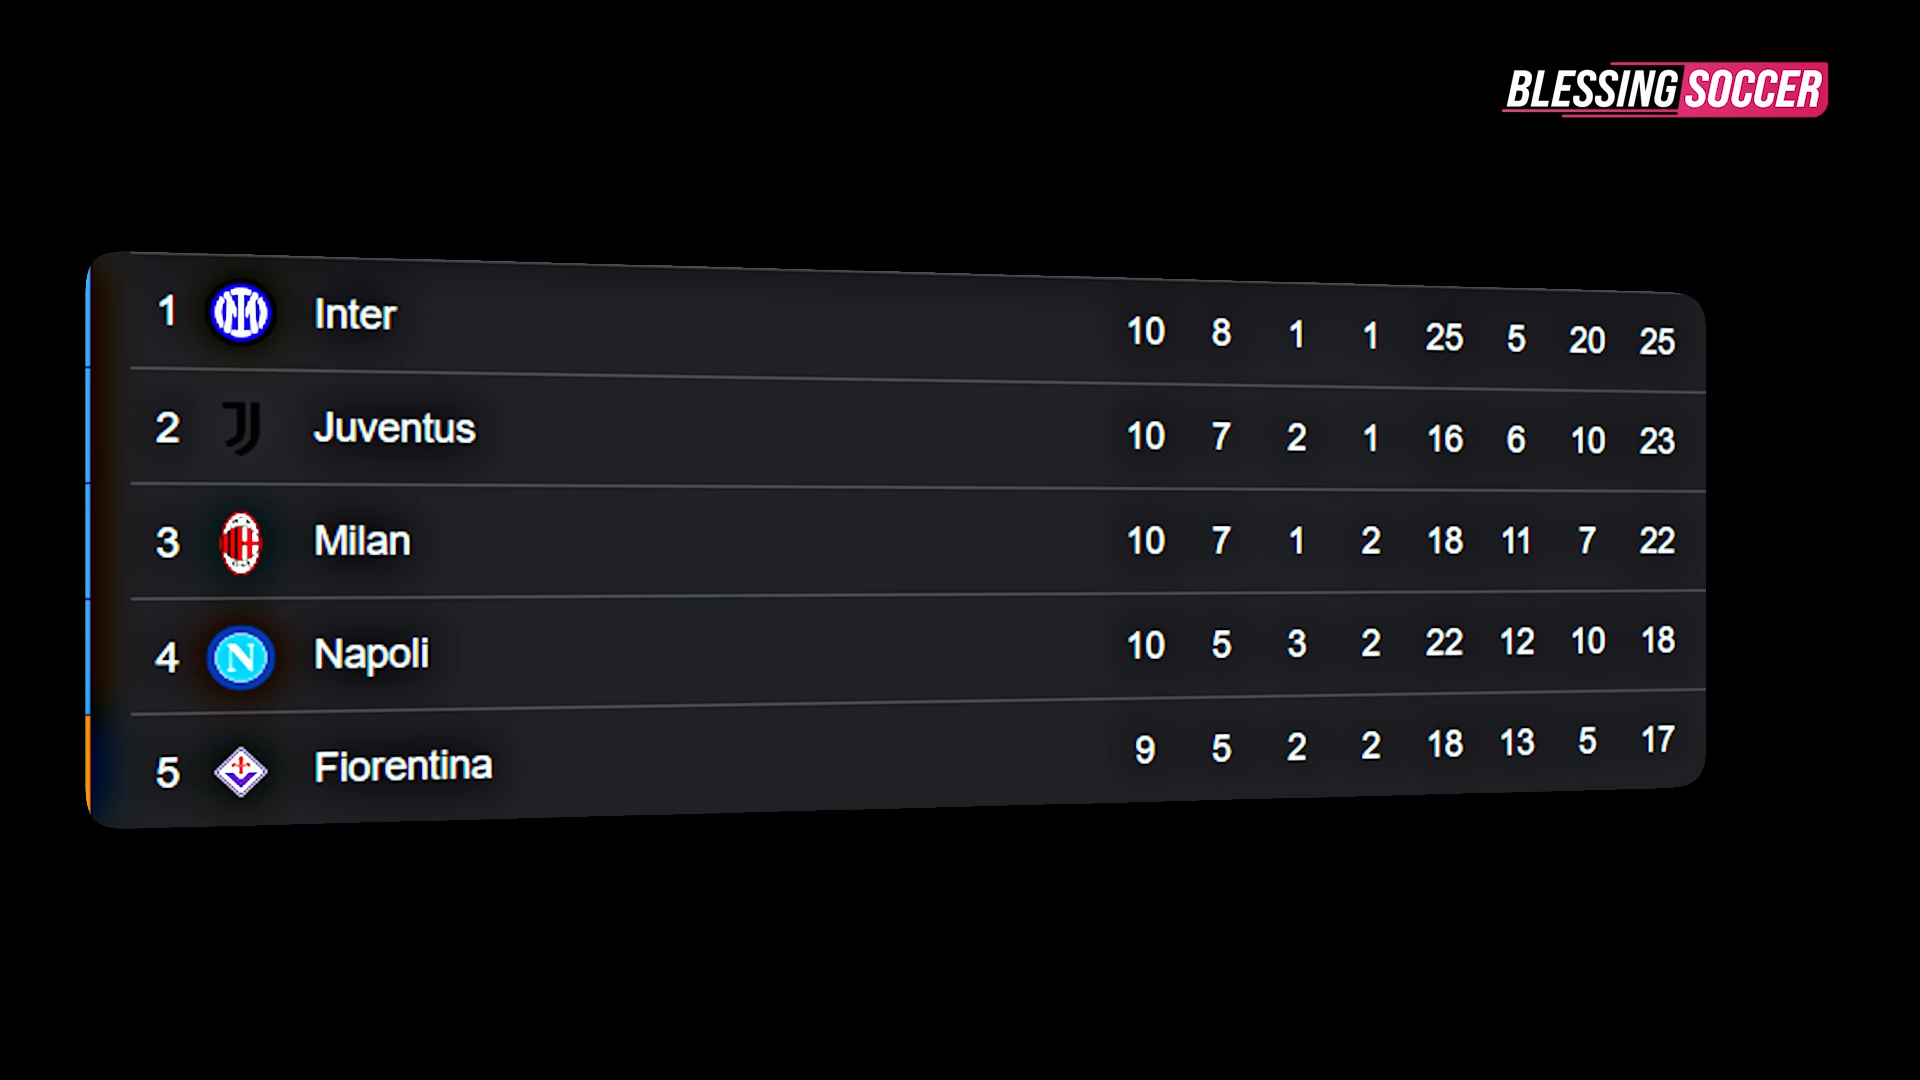 BLESSING SOCCER
1 Inter 10 8 1 1 25 5 20 25
2 Juventus 10 7 2 1 16 6 10 23
3 Milan 10 7 1 2 18 11 7 22
4 N Napoli 10 5 3 2 22 12 10 18
5 Fiorentina 9 5 2 2 18 13 5 17